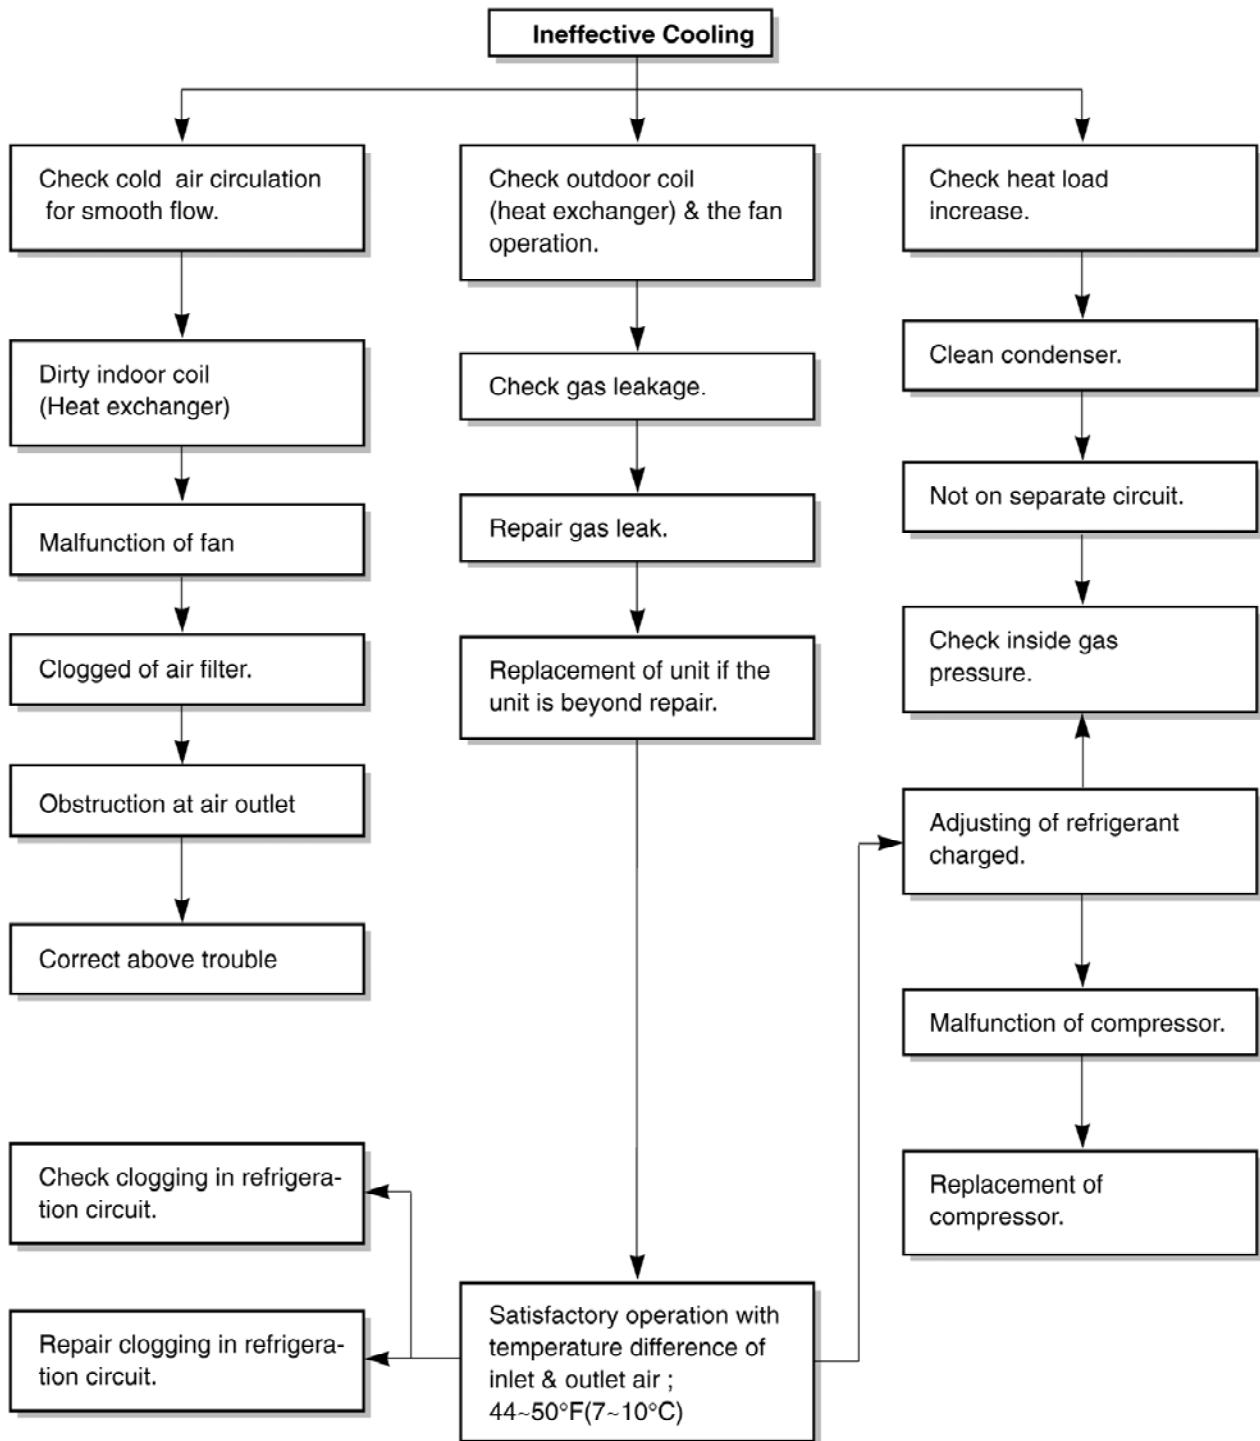 Ineffective Cooling
Check cold air circulation
for smooth flow.
Dirty indoor coil
(Heat exchanger)
Malfunction of fan
Clogged of air filter.
Obstruction at air outlet
Correct above trouble
Check clogging in refrigera-
tion circuit.
Repair clogging in refrigera-
tion circuit.
Check outdoor coil
(heat exchanger) & the fan
operation.
Check gas leakage.
Repair gas leak.
Replacement of unit if the
unit is beyond repair.
Satisfactory operation with
temperature difference of
inlet & outlet air ;
44~50°F(7~10°C)
Check heat load
increase.
Clean condenser.
Not on separate circuit.
Check inside gas
pressure.
Adjusting of refrigerant
charged.
Malfunction of compressor.
Replacement of
compressor.